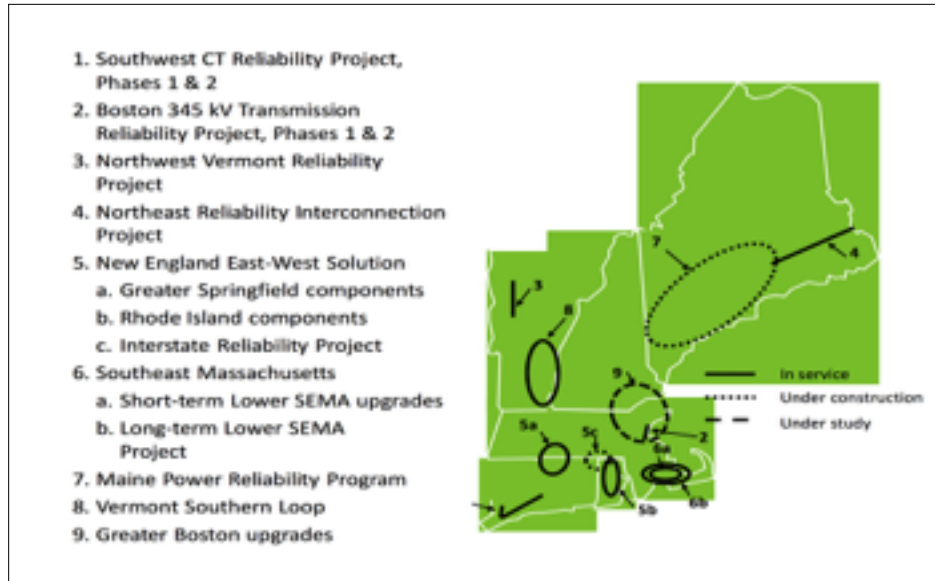 1. Southwest CT Reliability Project,
Phases 1 & 2
2. Boston 345 kV Transmission
Reliability Project, Phases 1 & 2
3. Northwest Vermont Reliability
Project
4. Northeast Reliability Interconnection
Project
5. New England East-West Solution
a. Greater Springfield components
b. Rhode Island components
c. Interstate Reliability Project
6. Southeast Massachusetts
a. Short-term Lower SEMA upgrades
b. Long-term Lower SEMA
Project
7. Maine Power Reliability Program
8. Vermont Southern Loop
9. Greater Boston upgrades
7
4
3
8
9
In service
Under construction
Under study
5a
5c
2
6a
6b
5b